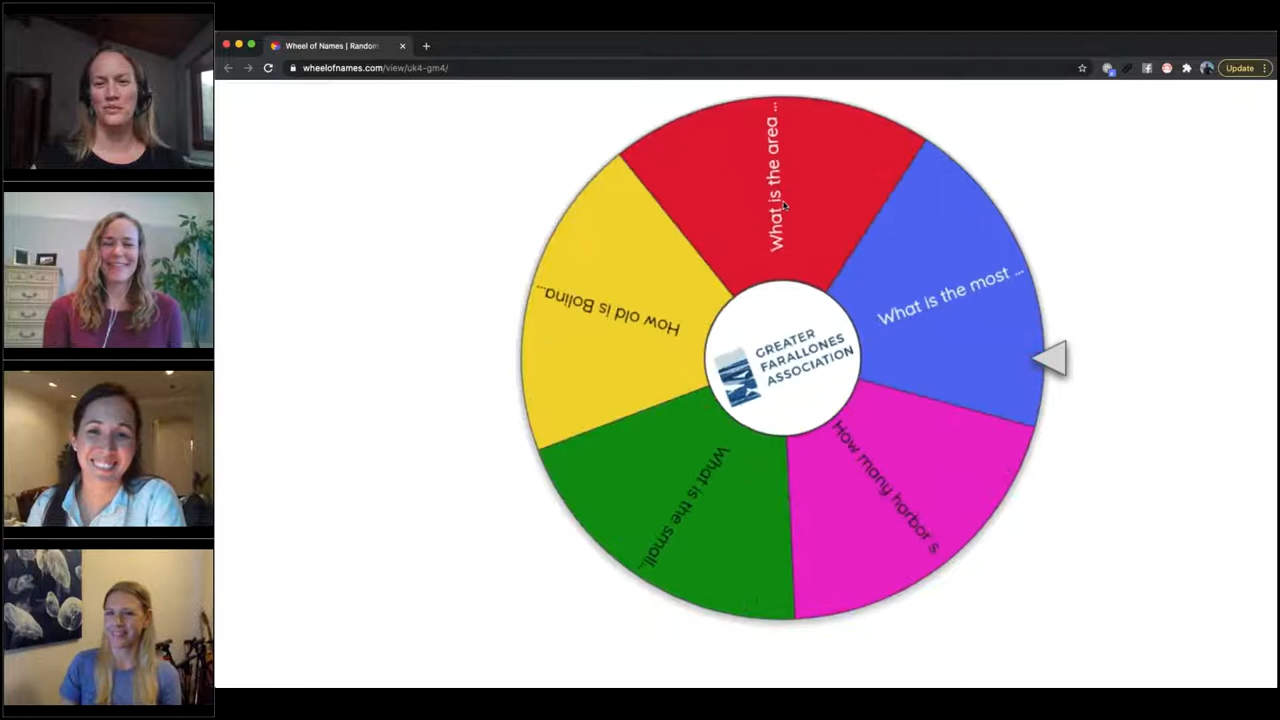 Wheel of Names | Random
wheelofnames.com/view/uk4-gm4/
Update
What is the area ...
What is the most ...
How old is Bolina...
GREATER
FARALLONES
ASSOCIATION
What is the small...
How many harbor s